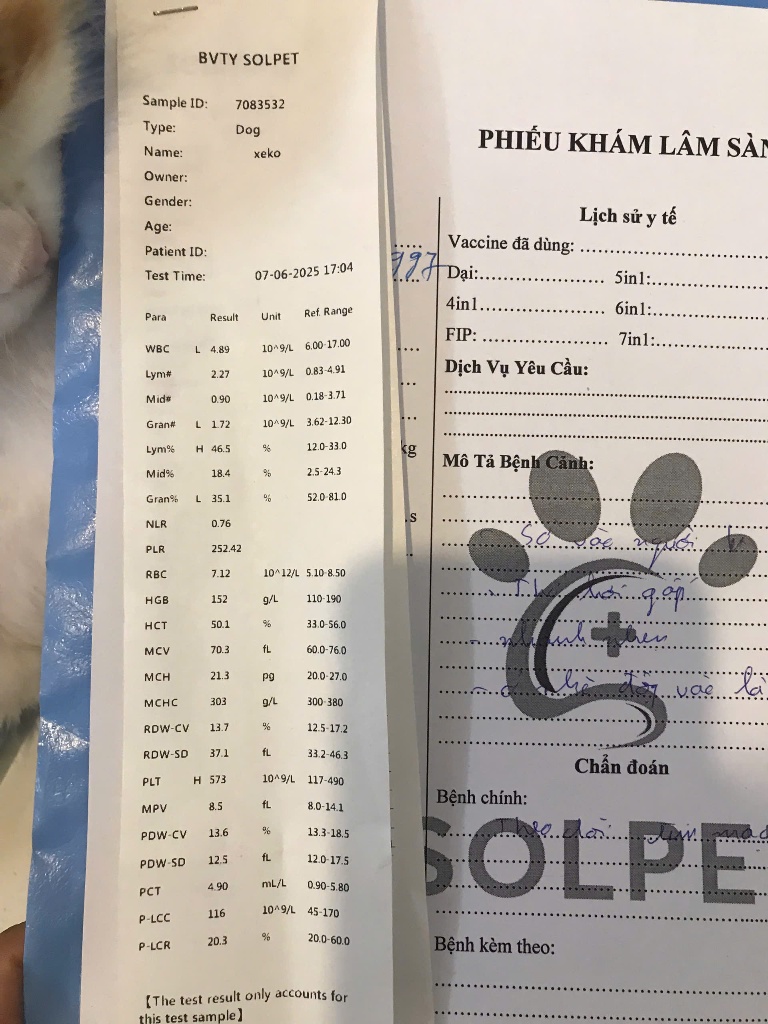 BVTY SOLPET
Sample ID: 7083532
Type: Dog
Name: xeko
Owner:
Gender:
Age:
Patient ID:
Test Time: 07-06-2025 17:04
Para Result Unit Ref. Range
WBC L 4.89 10^9/L 6.00-17.00
Lym# 2.27 10^9/L 0.83-4.91
Mid# 0.90 10^9/L 0.18-3.71
Gran# L 1.72 10^9/L 3.62-12.30
Lym% H 46.5 % 12.0-33.0
Mid% 18.4 % 2.5-24.3
Gran% L 35.1 % 52.0-81.0
NLR 0.76
PLR 252.42
RBC 7.12 10^12/L 5.10-8.50
HGB 152 g/L 110-190
HCT 50.1 % 33.0-56.0
MCV 70.3 fL 60.0-76.0
MCH 21.3 pg 20.0-27.0
MCHC 303 g/L 300-380
RDW-CV 13.7 % 12.5-17.2
RDW-SD 37.1 fL 33.2-46.3
PLT H 573 10^9/L 117-490
MPV 8.5 fL 8.0-14.1
PDW-CV 13.6 % 13.3-18.5
PDW-SD 12.5 fL 12.0-17.5
PCT 4.90 mL/L 0.90-5.80
P-LCC 116 10^9/L 45-170
P-LCR 20.3 % 20.0-60.0
【The test result only accounts for
this test sample】
PHIẾU KHÁM LÂM SÀN
Lịch sử y tế
997
Vaccine đã dùng:
Dại: 5in1:
4in1 6in1:
FIP: 7in1:
Dịch Vụ Yêu Cầu:
kg
Mô Tả Bệnh Cảnh:
s
Sờ vào người
- Thở hơi gấp
Chẩn đoán
Bệnh chính:
Theo dõi tim
SOLPE
Bệnh kèm theo: